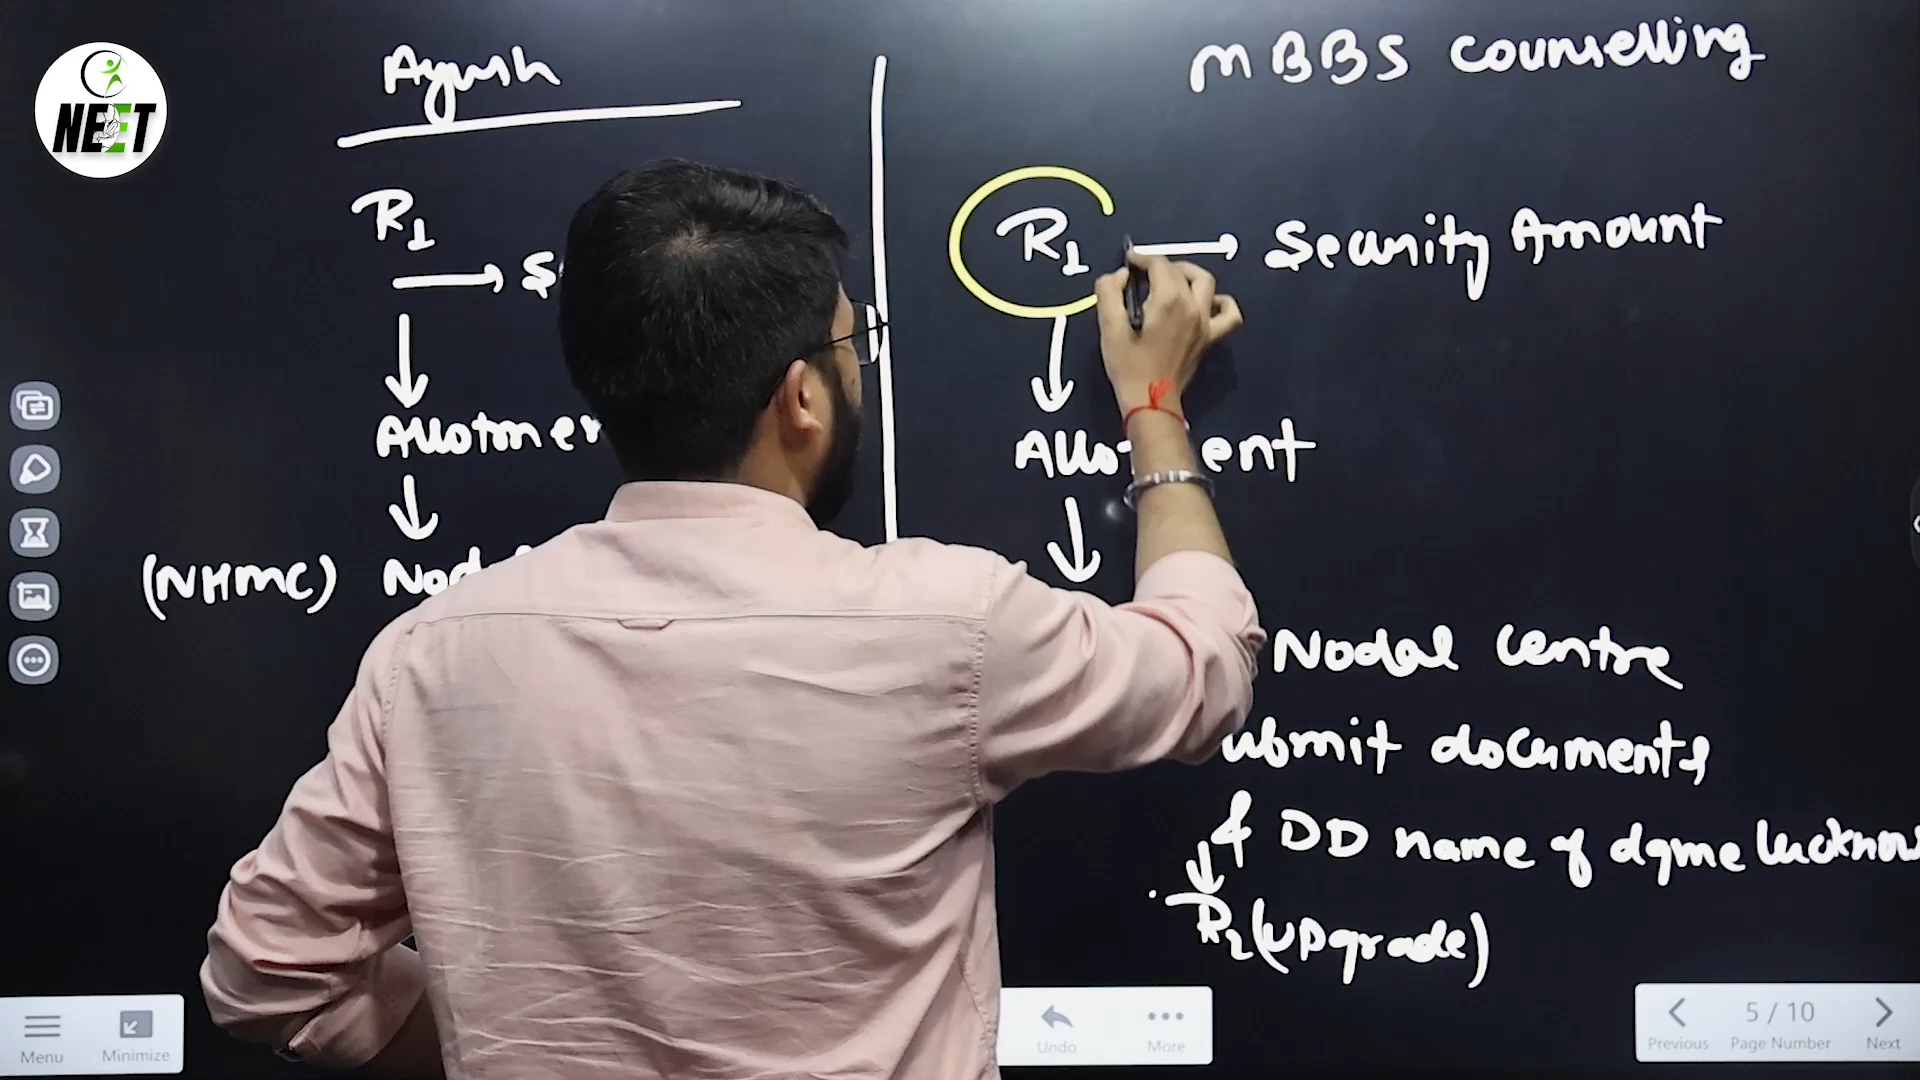 NEET
Ayush
R1
Allotmen
(NHMC)
MBBS counselling
R1 → Security Amount
Allotment
Nodal Centre
ubmit documents
& DD name of dgme lucknow
R2 (upgrade)
Menu
Minimize
Undo
More
Previous
5 / 10
Page Number
Next